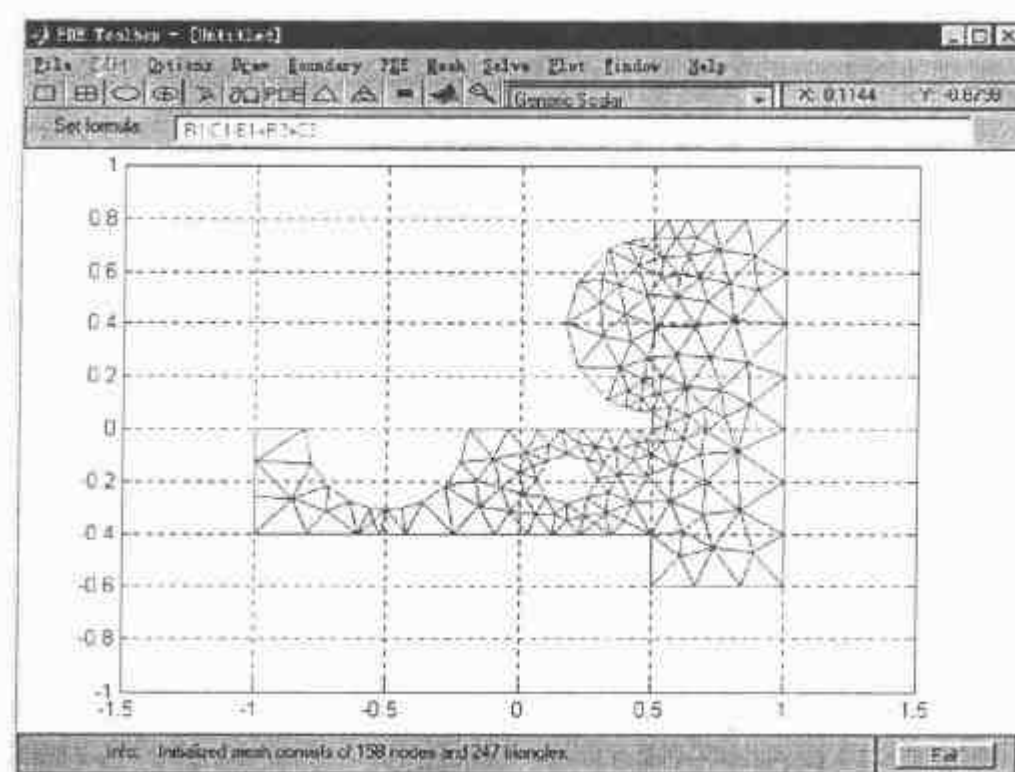 PDE Toolbox - [Untitled]
File Edit Options Draw Boundary PDE Mesh Solve Plot Window Help
PDE Generic Scalar X: 0.1144 Y: -0.8798
Set formula
1
0.8
0.6
0.4
0.2
0
-0.2
-0.4
-0.6
-0.8
-1
-1.5 -1 -0.5 0 0.5 1 1.5
Info: Initialized mesh consists of 158 nodes and 247 triangles.
Exit